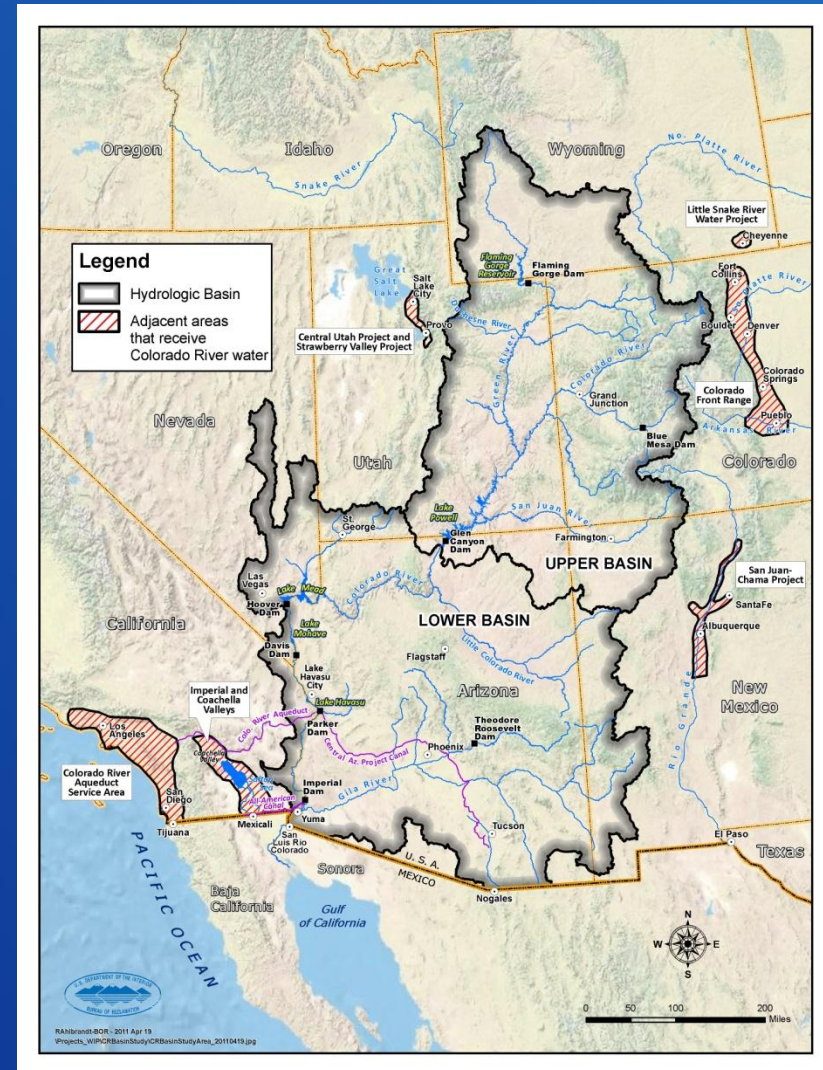 Oregon
Idaho
Wyoming
Snake River
No. Platte River
Little Snake River
Water Project
Cheyenne
Legend
Hydrologic Basin
Adjacent areas
that receive
Colorado River water
Great
Salt
Lake
Salt
Lake
City
Provo
Central Utah Project and
Strawberry Valley Project
Flaming
Gorge
Reservoir
Flaming
Gorge Dam
Duchesne River
Green River
Colorado River
Grand
Junction
Blue
Mesa Dam
Fort
Collins
Platte River
Boulder
Denver
Colorado
Springs
Colorado
Front Range
Pueblo
Arkansas River
Colorado
Nevada
Utah
Lake
Powell
San Juan River
Glen
Canyon
Dam
Farmington
UPPER BASIN
St.
George
Las
Vegas
Lake Mead
Hoover
Dam
Colorado River
LOWER BASIN
San Juan-
Chama Project
SantaFe
Albuquerque
California
Lake
Mohave
Davis
Dam
Flagstaff
Little Colorado River
Lake
Havasu
City
Lake Havasu
Arizona
New
Mexico
Rio Grande
Imperial and
Coachella
Valleys
Colo. River Aqueduct
Parker
Dam
Central Ar. Project Canal
Phoenix
Theodore
Roosevelt
Dam
Los
Angeles
Coachella
Valley
Colorado River
Aqueduct
Service Area
San
Diego
Imperial
Dam
Gila River
All-American
Canal
Yuma
Tijuana
Mexicali
San
Luis Rio
Colorado
Tucson
El Paso
Texas
U. S. A.
MEXICO
Sonora
Nogales
PACIFIC OCEAN
Baja
California
Gulf
of California
N
W
E
S
0 50 100 200
Miles
U.S. DEPARTMENT OF THE INTERIOR
BUREAU OF RECLAMATION
RAhlbrandt-BOR - 2011 Apr 19
\Projects_WIP\CRBasinStudy\CRBasinStudyArea_20110419.jpg